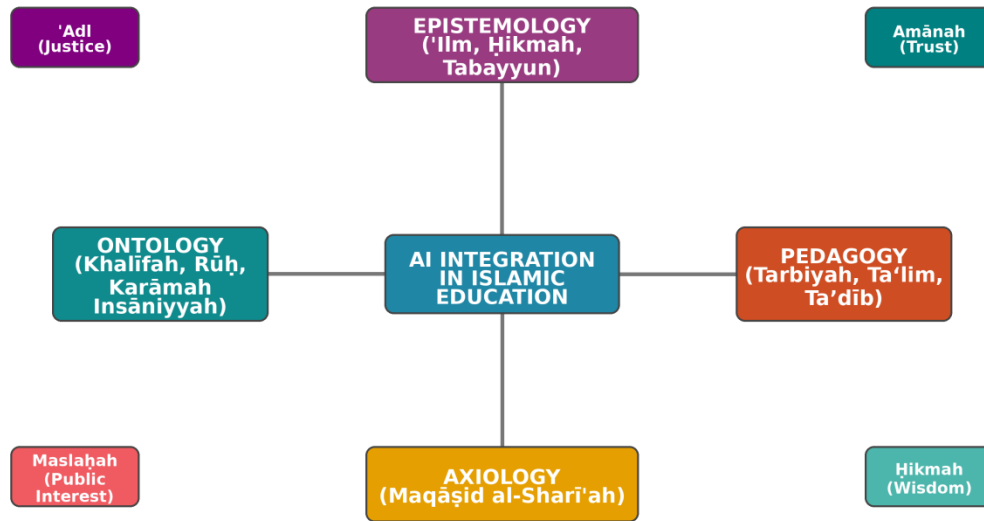 'Adl
(Justice)
EPISTEMOLOGY
('Ilm, Ḥikmah,
Tabayyun)
Amānah
(Trust)
ONTOLOGY
(Khalīfah, Rūḥ,
Karāmah
Insāniyyah)
AI INTEGRATION
IN ISLAMIC
EDUCATION
PEDAGOGY
(Tarbiyah, Ta‘lim,
Ta’dīb)
Maslaḥah
(Public
Interest)
AXIOLOGY
(Maqāṣid al-Sharī'ah)
Ḥikmah
(Wisdom)